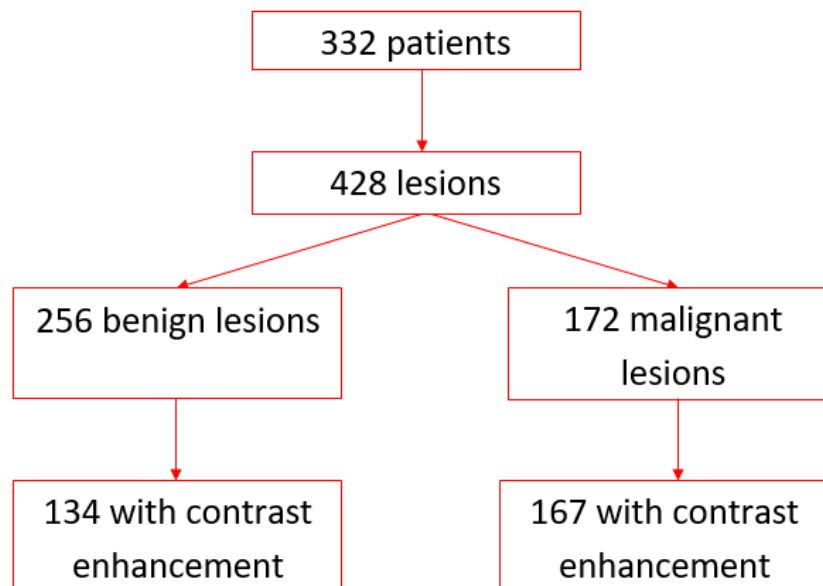 332 patients
428 lesions
256 benign lesions
172 malignant
lesions
134 with contrast
enhancement
167 with contrast
enhancement